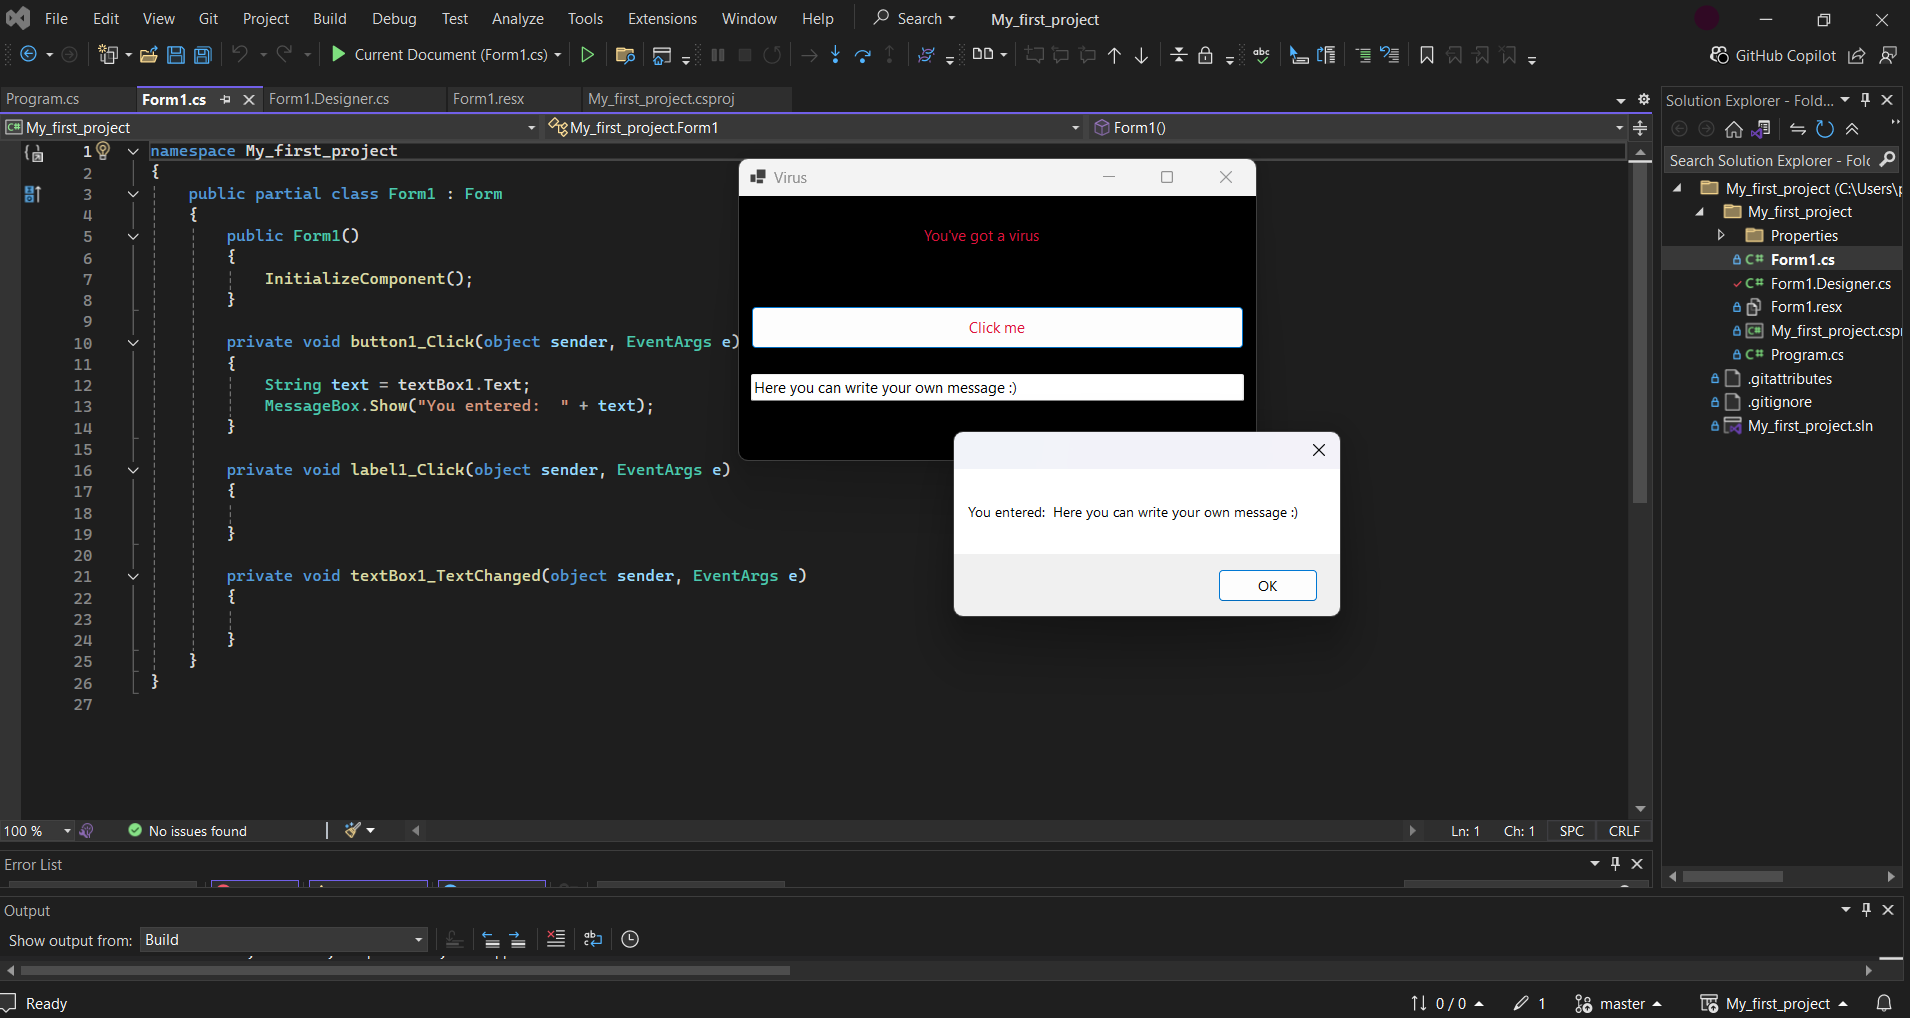 File Edit View Git Project Build Debug Test Analyze Tools Extensions Window Help Search My_first_project
Current Document (Form1.cs) GitHub Copilot
Program.cs Form1.cs Form1.Designer.cs Form1.resx My_first_project.csproj
My_first_project My_first_project.Form1 Form1()
1 namespace My_first_project
2 {
3 public partial class Form1 : Form
4 {
5 public Form1()
6 {
7 InitializeComponent();
8 }
9
10 private void button1_Click(object sender, EventArgs e)
11 {
12 String text = textBox1.Text;
13 MessageBox.Show("You entered:  " + text);
14 }
15
16 private void label1_Click(object sender, EventArgs e)
17 {
18
19 }
20
21 private void textBox1_TextChanged(object sender, EventArgs e)
22 {
23
24 }
25 }
26 }
27
Virus
You've got a virus
Click me
Here you can write your own message :)
You entered:  Here you can write your own message :)
OK
Solution Explorer - Fold...
Search Solution Explorer - Fold
My_first_project (C:\Users\p
My_first_project
Properties
Form1.cs
Form1.Designer.cs
Form1.resx
My_first_project.cspr
Program.cs
.gitattributes
.gitignore
My_first_project.sln
100 % No issues found Ln: 1 Ch: 1 SPC CRLF
Error List
Output
Show output from: Build
Ready 0 / 0 1 master My_first_project